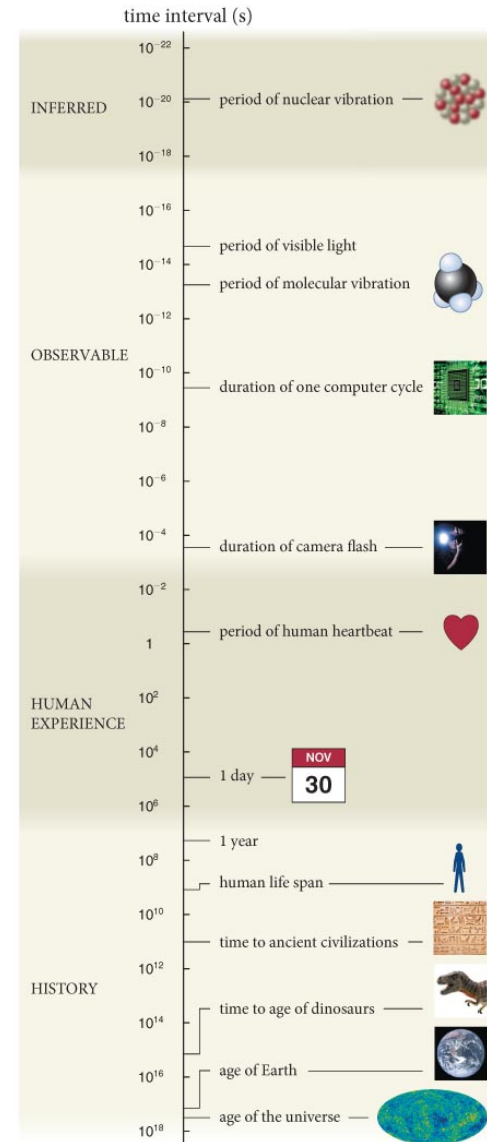 time interval (s)
10⁻²²
INFERRED
10⁻²⁰
period of nuclear vibration
10⁻¹⁸
10⁻¹⁶
period of visible light
10⁻¹⁴
period of molecular vibration
10⁻¹²
OBSERVABLE
10⁻¹⁰
duration of one computer cycle
10⁻⁸
10⁻⁶
10⁻⁴
duration of camera flash
10⁻²
period of human heartbeat
1
10²
HUMAN
EXPERIENCE
10⁴
NOV
30
1 day
10⁶
1 year
10⁸
human life span
10¹⁰
time to ancient civilizations
10¹²
HISTORY
time to age of dinosaurs
10¹⁴
10¹⁶
age of Earth
age of the universe
10¹⁸